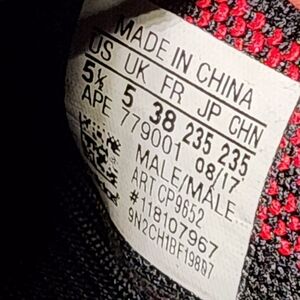 MADE IN CHINA
US UK FR JP CHN
5½ 5 38 235 235
APE 779001 08/17
MALE/MALE
ART CP9652
#118107967
9N2CH1BF19807